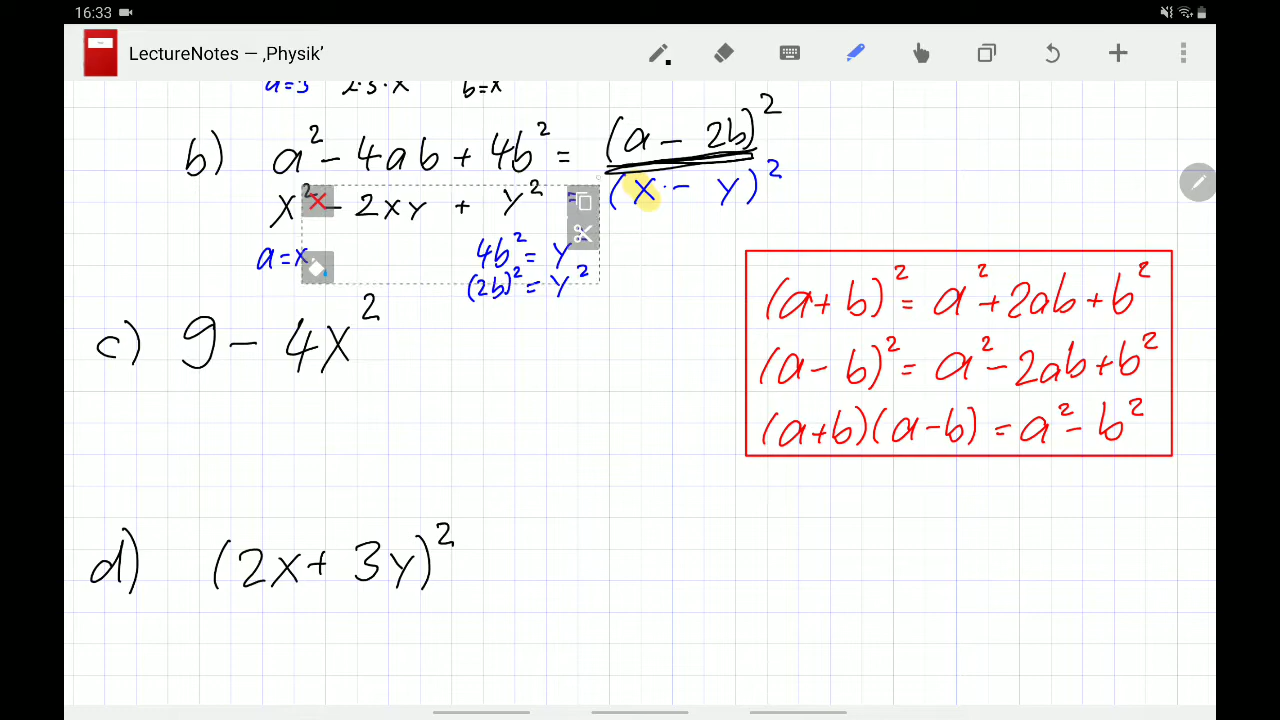 16:33
LectureNotes — ‚Physik‘
a=3 2·3·x b=x
b) a² - 4ab + 4b² = (a - 2b)²
x² - 2xy + y² = (x - y)²
a=x 4b² = y²
(2b)² = y²
c) 9 - 4x²
(a+b)² = a²+2ab+b²
(a-b)² = a²-2ab+b²
(a+b)(a-b) = a²-b²
d) (2x+3y)²